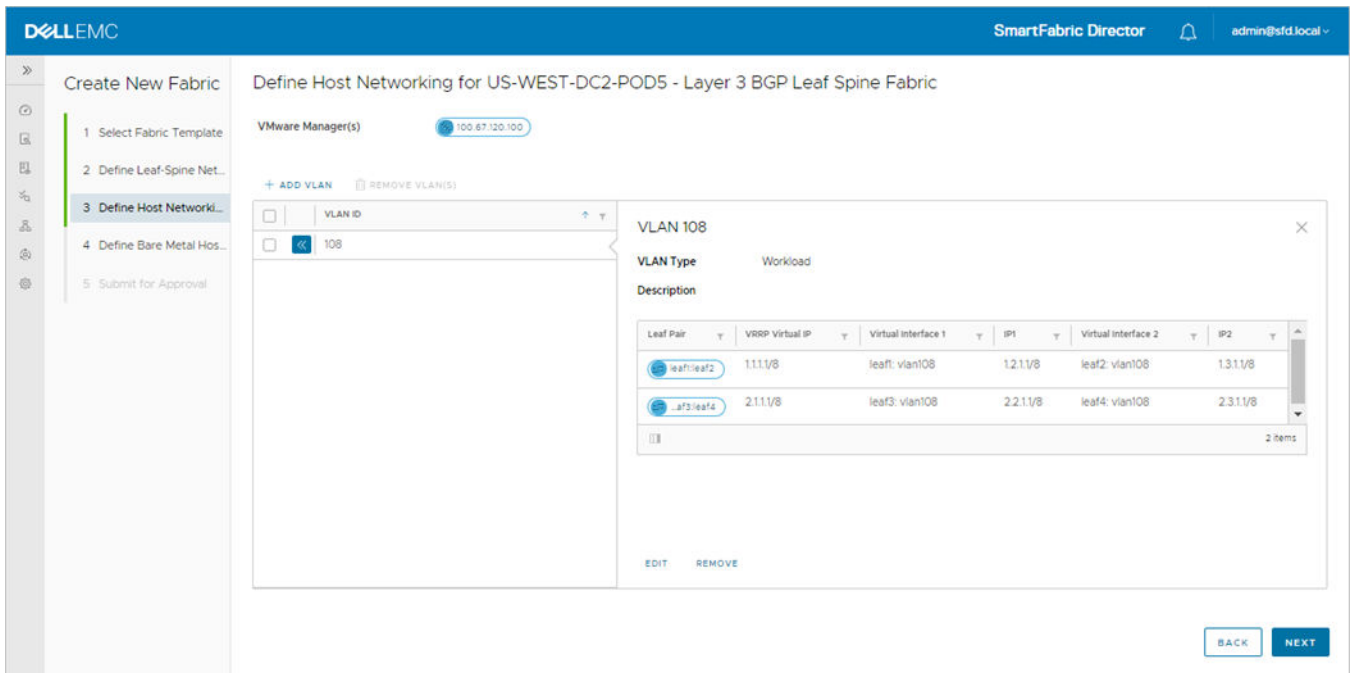 DELLEMC
SmartFabric Director
admin@sfd.local
Create New Fabric
1 Select Fabric Template
2 Define Leaf-Spine Net...
3 Define Host Networki...
4 Define Bare Metal Hos...
5 Submit for Approval
Define Host Networking for US-WEST-DC2-POD5 - Layer 3 BGP Leaf Spine Fabric
VMware Manager(s) 100.67.120.100
+ ADD VLAN REMOVE VLAN(S)
VLAN ID
108
VLAN 108
VLAN Type Workload
Description
Leaf Pair VRRP Virtual IP Virtual Interface 1 IP1 Virtual Interface 2 IP2
leaf1:leaf2 1.1.1.1/8 leaf1: vlan108 1.2.1.1/8 leaf2: vlan108 1.3.1.1/8
...af3:leaf4 2.1.1.1/8 leaf3: vlan108 2.2.1.1/8 leaf4: vlan108 2.3.1.1/8
2 items
EDIT REMOVE
BACK NEXT